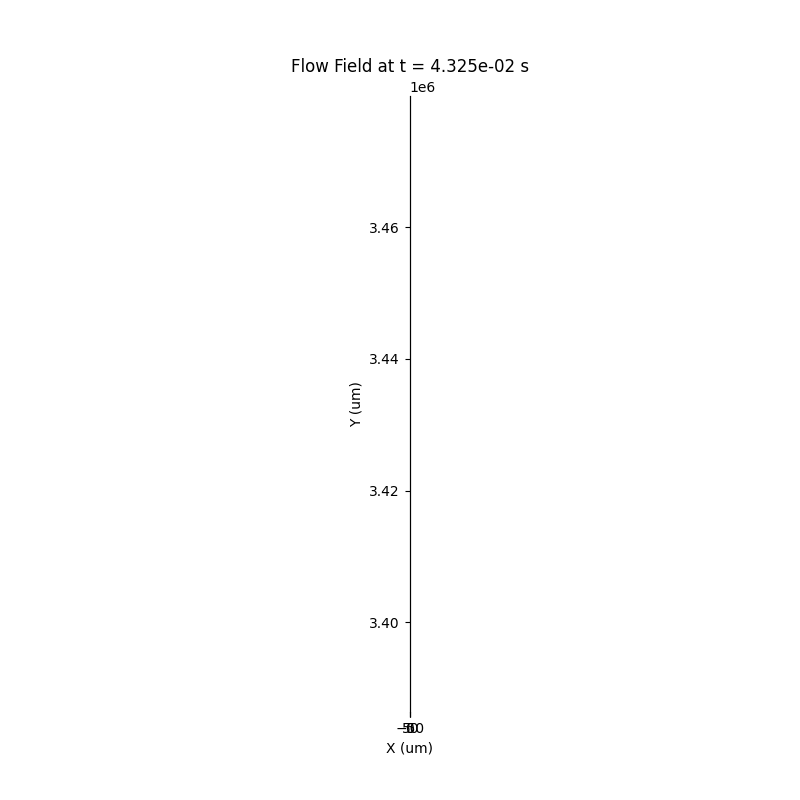 Flow Field at t = 4.325e-02 s
1e6
3.46
3.44
3.42
3.40
Y (um)
X (um)